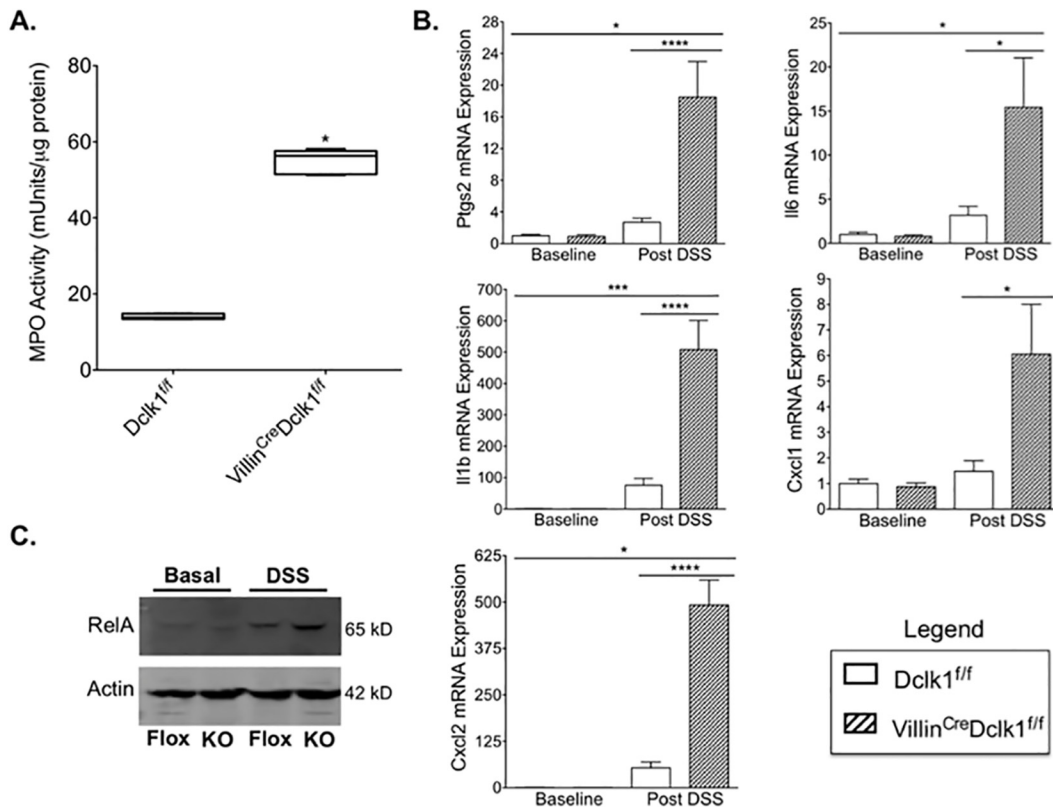 A.
MPO Activity (mUnits/µg protein)
80
60
40
20
0
*
Dclk1f/f
VillinCreDclk1f/f
B.
Ptgs2 mRNA Expression
28
24
20
16
12
8
4
0
*
****
Baseline
Post DSS
Il6 mRNA Expression
25
20
15
10
5
0
*
*
Baseline
Post DSS
Il1b mRNA Expression
700
600
500
400
300
200
100
0
***
****
Baseline
Post DSS
Cxcl1 mRNA Expression
9
8
7
6
5
4
3
2
1
0
*
Baseline
Post DSS
C.
Basal DSS
RelA
65 kD
Actin
42 kD
Flox KO Flox KO
Cxcl2 mRNA Expression
625
500
375
250
125
75
0
*
****
Baseline
Post DSS
Legend
Dclk1f/f
VillinCreDclk1f/f